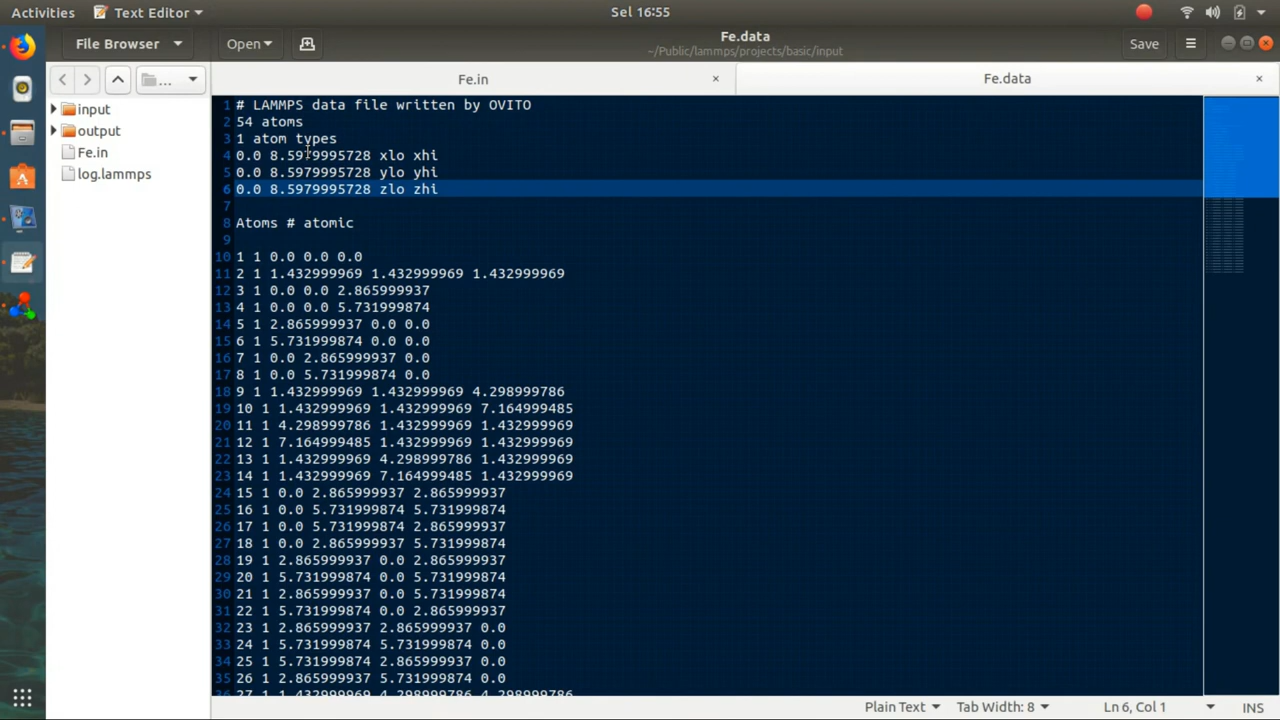 Activities
Text Editor
Sel 16:55
File Browser
Open
Fe.data
~/Public/lammps/projects/basic/input
Save
...
Fe.in
Fe.data
input
output
Fe.in
log.lammps
1 # LAMMPS data file written by OVITO
2 54 atoms
3 1 atom types
4 0.0 8.5979995728 xlo xhi
5 0.0 8.5979995728 ylo yhi
6 0.0 8.5979995728 zlo zhi
7
8 Atoms # atomic
9
10 1 1 0.0 0.0 0.0
11 2 1 1.432999969 1.432999969 1.432999969
12 3 1 0.0 0.0 2.865999937
13 4 1 0.0 0.0 5.731999874
14 5 1 2.865999937 0.0 0.0
15 6 1 5.731999874 0.0 0.0
16 7 1 0.0 2.865999937 0.0
17 8 1 0.0 5.731999874 0.0
18 9 1 1.432999969 1.432999969 4.298999786
19 10 1 1.432999969 1.432999969 7.164999485
20 11 1 4.298999786 1.432999969 1.432999969
21 12 1 7.164999485 1.432999969 1.432999969
22 13 1 1.432999969 4.298999786 1.432999969
23 14 1 1.432999969 7.164999485 1.432999969
24 15 1 0.0 2.865999937 2.865999937
25 16 1 0.0 5.731999874 5.731999874
26 17 1 0.0 5.731999874 2.865999937
27 18 1 0.0 2.865999937 5.731999874
28 19 1 2.865999937 0.0 2.865999937
29 20 1 5.731999874 0.0 5.731999874
30 21 1 2.865999937 0.0 5.731999874
31 22 1 5.731999874 0.0 2.865999937
32 23 1 2.865999937 2.865999937 0.0
33 24 1 5.731999874 5.731999874 0.0
34 25 1 5.731999874 2.865999937 0.0
35 26 1 2.865999937 5.731999874 0.0
36 27 1 1.432999969 4.298999786 4.298999786
Plain Text
Tab Width: 8
Ln 6, Col 1
INS